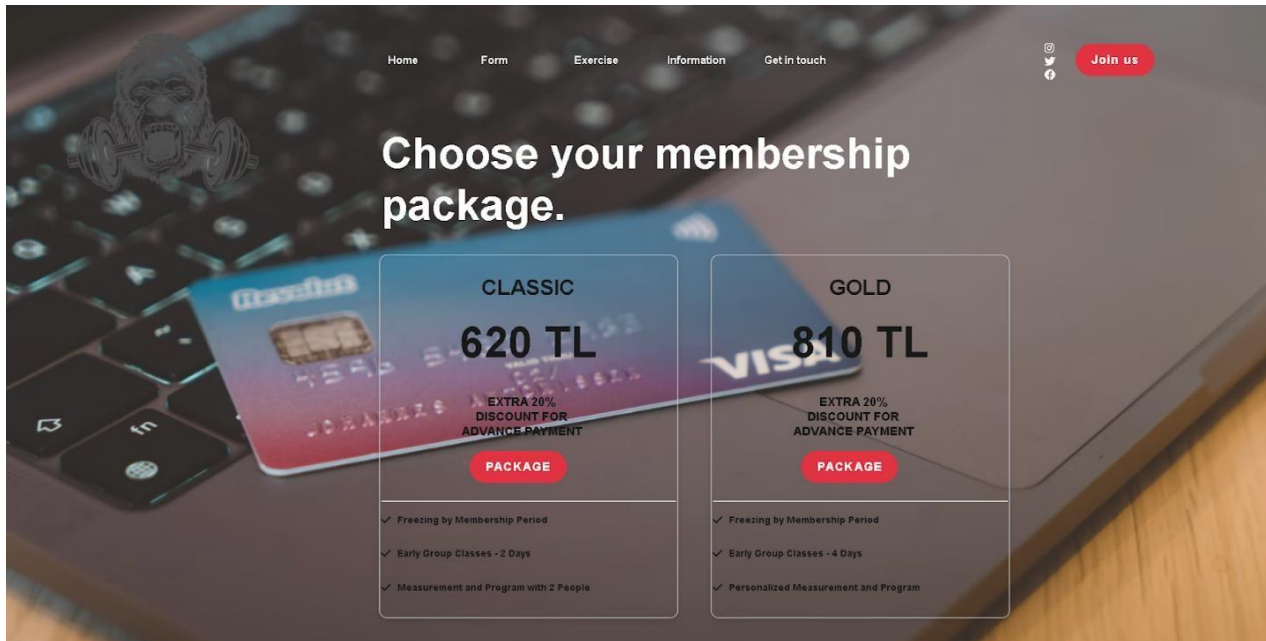 Home Form Exercise Information Get in touch
Join us
Choose your membership
package.
CLASSIC
620 TL
EXTRA 20%
DISCOUNT FOR
ADVANCE PAYMENT
PACKAGE
Freezing by Membership Period
Early Group Classes - 2 Days
Measurement and Program with 2 People
GOLD
810 TL
EXTRA 20%
DISCOUNT FOR
ADVANCE PAYMENT
PACKAGE
Freezing by Membership Period
Early Group Classes - 4 Days
Personalized Measurement and Program
Revolut
VISA
fn